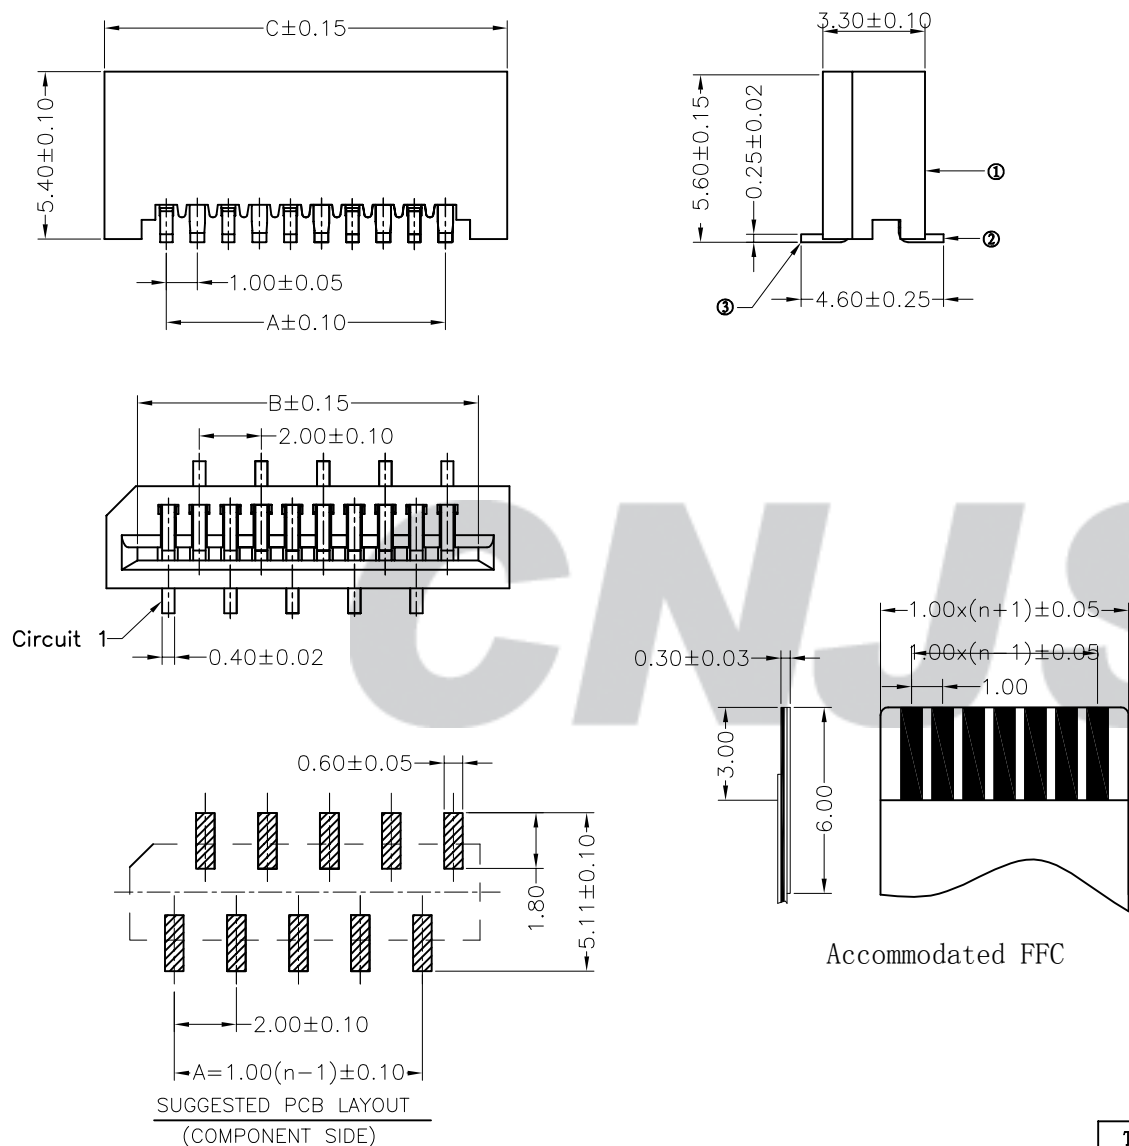 C±0.15
3.30±0.10
5.40±0.10
5.60±0.15
0.25±0.02
①
②
③
1.00±0.05
4.60±0.25
A±0.10
B±0.15
2.00±0.10
CNJS
Circuit 1
0.40±0.02
1.00x(n+1)±0.05
0.30±0.03
1.00x(n-1)±0.05
1.00
3.00
6.00
0.60±0.05
1.80
5.11±0.10
Accommodated FFC
2.00±0.10
A=1.00(n-1)±0.10
SUGGESTED PCB LAYOUT
(COMPONENT SIDE)